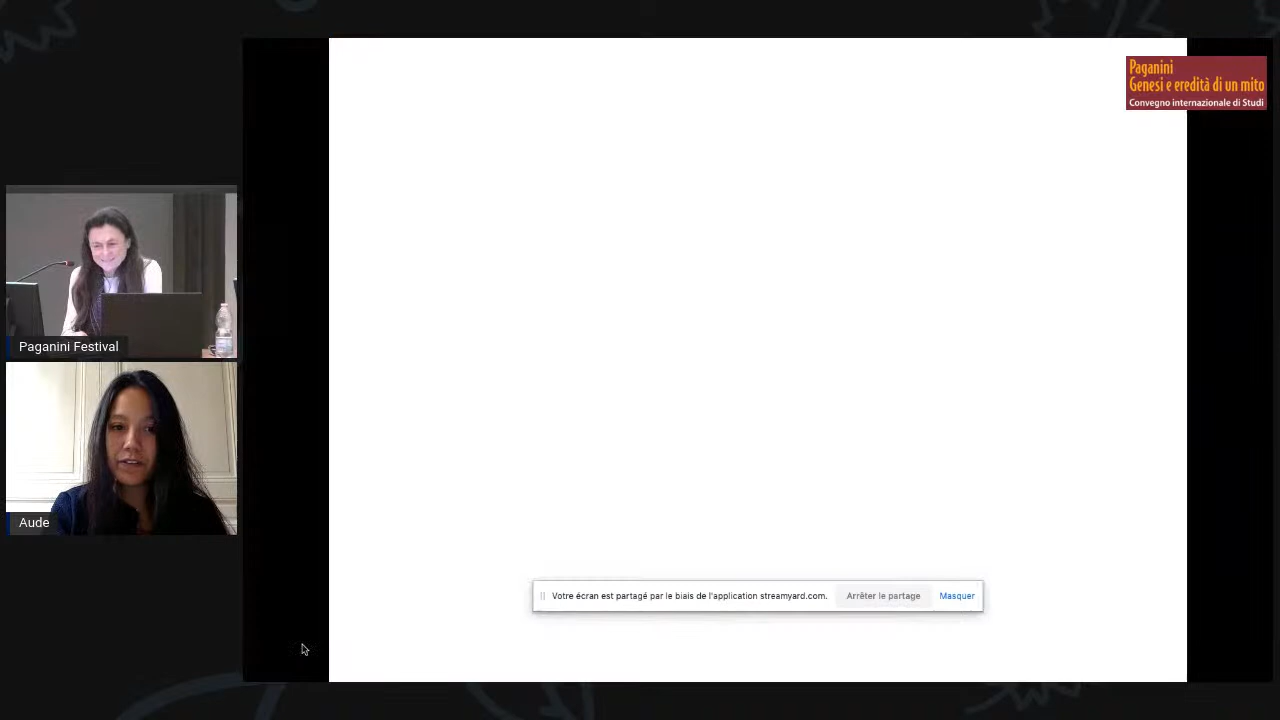 Paganini
Genesi e eredità di un mito
Convegno internazionale di Studi
Paganini Festival
Aude
Votre écran est partagé par le biais de l'application streamyard.com. Arrêter le partage Masquer